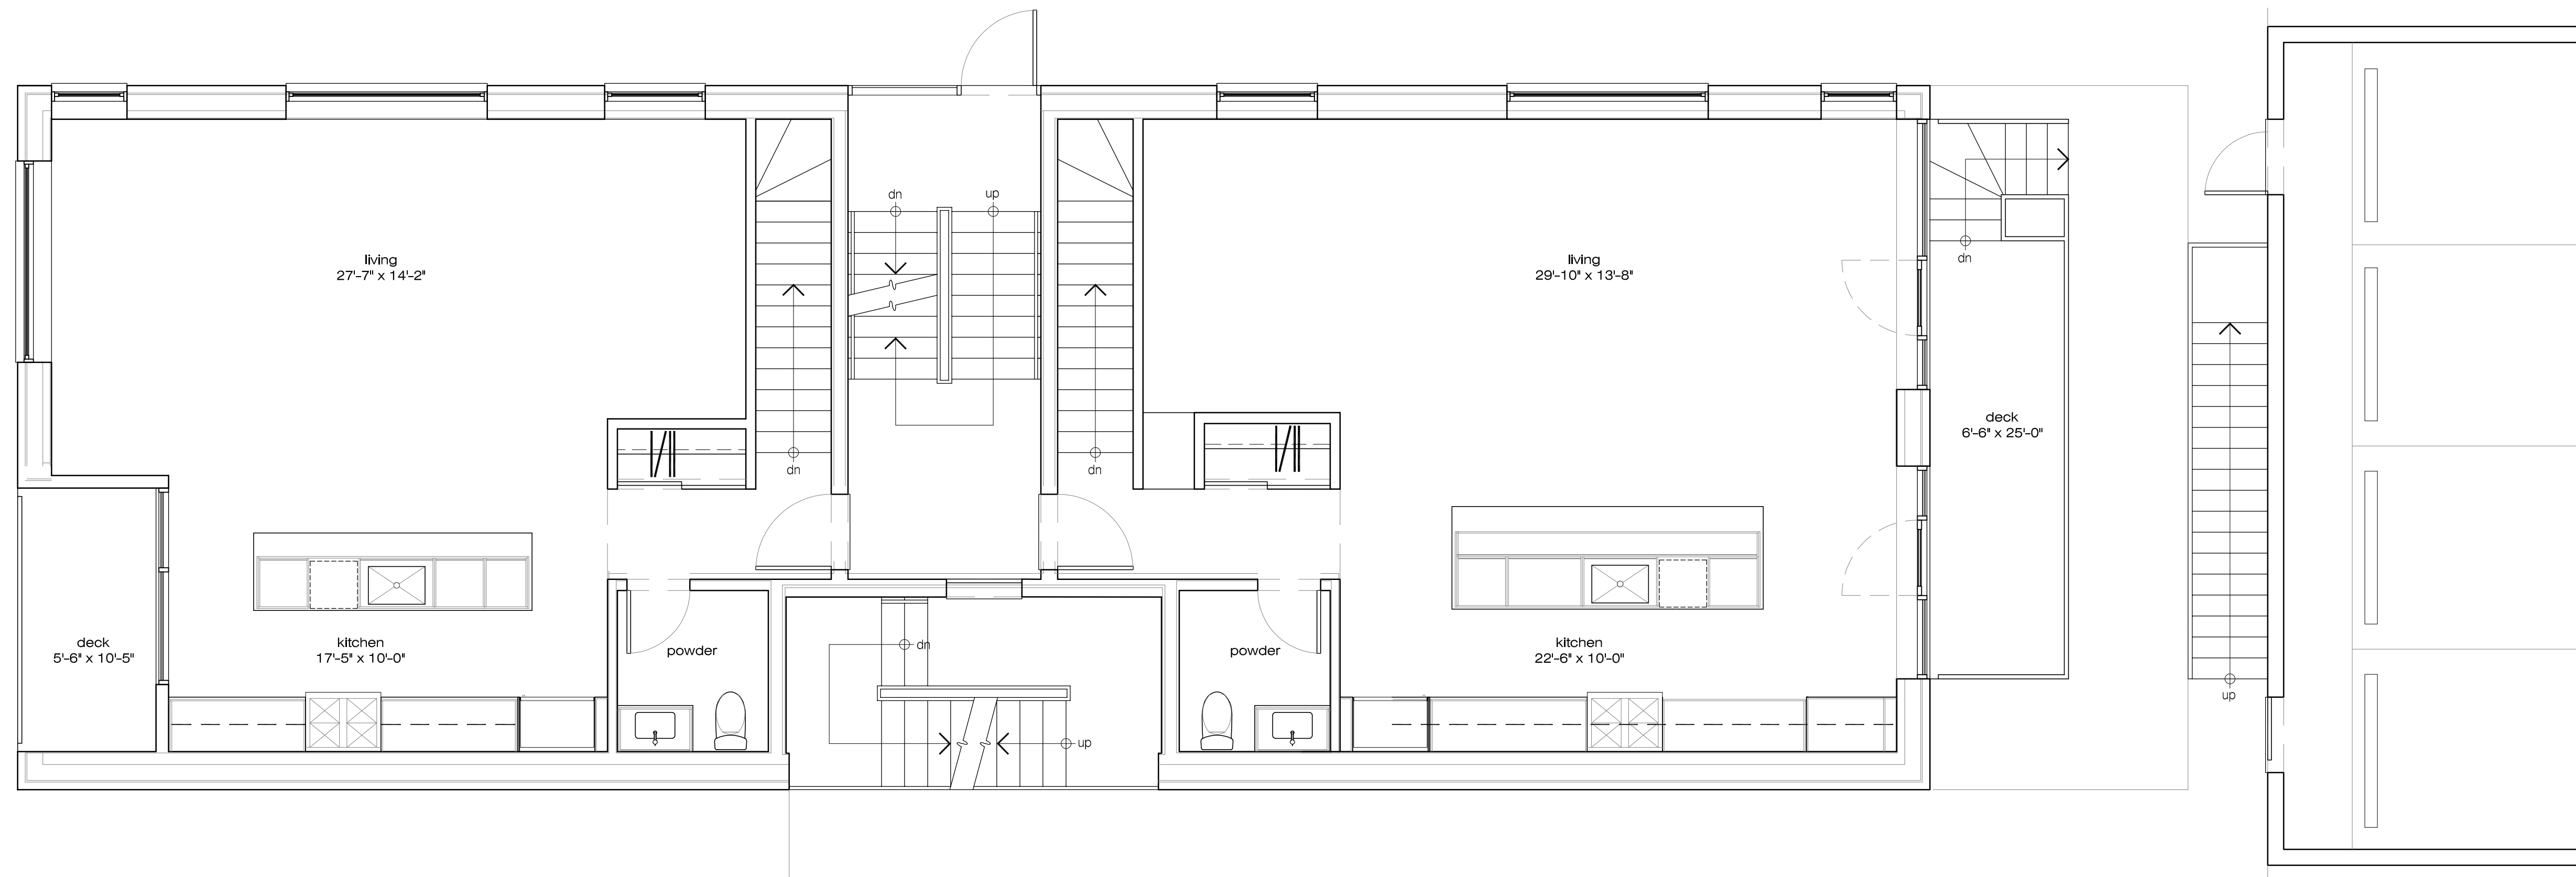 dn
up
living
27'-7" x 14'-2"
living
29'-10" x 13'-8"
dn
deck
6'-6" x 25'-0"
dn
dn
deck
5'-6" x 10'-5"
kitchen
17'-5" x 10'-0"
powder
dn
powder
kitchen
22'-6" x 10'-0"
up
up